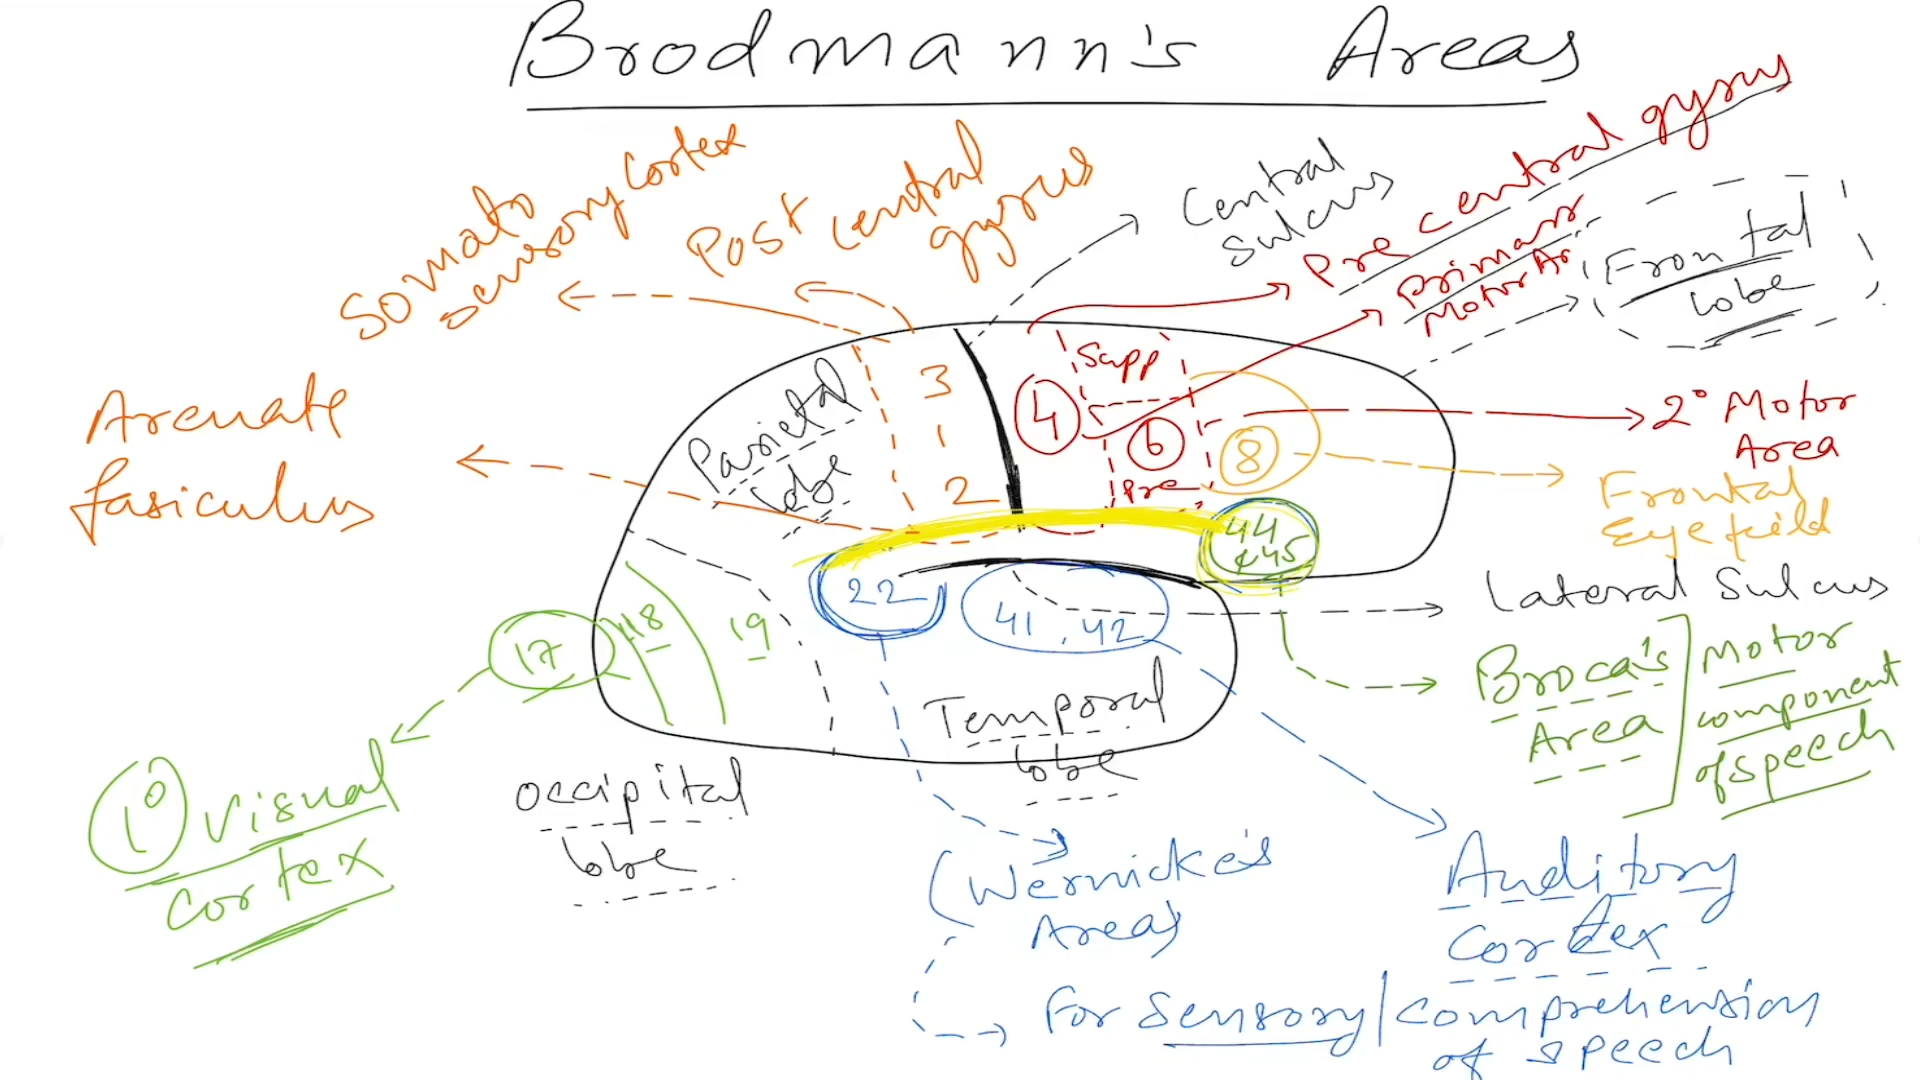 Brodmann's Areas
Somato
sensory Cortex
Post Central
gyrus
Central
Sulcus
Pre central gyrus
Primary
Motor Ar
Frontal
lobe
Arcuate
fasiculus
Parietal
lobe
3
1
2
4
Supp
6
Pre
8
2° Motor
Area
Frontal
Eye field
44
&45
22
41, 42
Lateral Sulcus
17
18
19
Broca's
Area
Motor
component
of speech
Temporal
lobe
1° Visual
Cortex
Occipital
lobe
(Wernicke's
Areas
Auditory
Cortex
For Sensory/comprehension
of speech